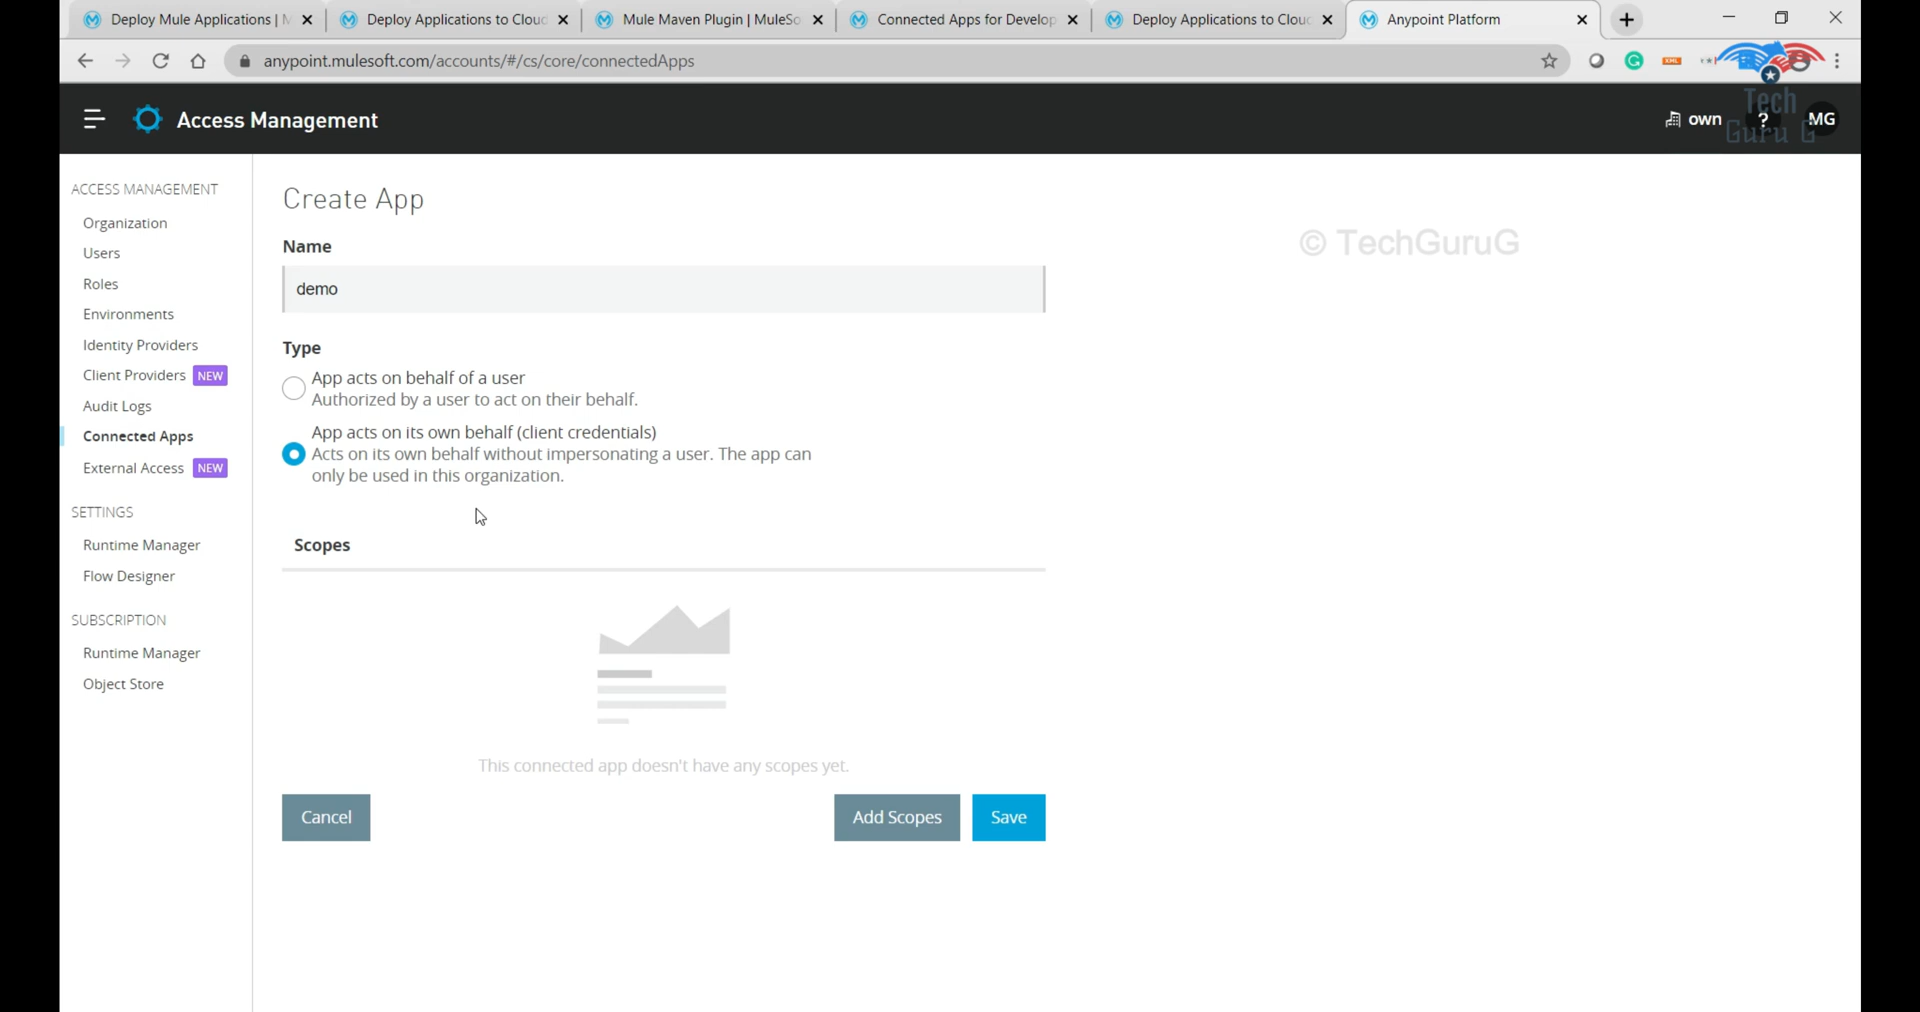 Deploy Mule Applications | M
Deploy Applications to Cloud
Mule Maven Plugin | MuleSo
Connected Apps for Develop
Deploy Applications to Clou
Anypoint Platform
anypoint.mulesoft.com/accounts/#/cs/core/connectedApps
XML
Access Management
own
?
MG
Tech
Guru G
ACCESS MANAGEMENT
Organization
Users
Roles
Environments
Identity Providers
Client Providers NEW
Audit Logs
Connected Apps
External Access NEW
SETTINGS
Runtime Manager
Flow Designer
SUBSCRIPTION
Runtime Manager
Object Store
Create App
© TechGuruG
Name
demo
Type
App acts on behalf of a user
Authorized by a user to act on their behalf.
App acts on its own behalf (client credentials)
Acts on its own behalf without impersonating a user. The app can
only be used in this organization.
Scopes
This connected app doesn't have any scopes yet.
Cancel
Add Scopes
Save